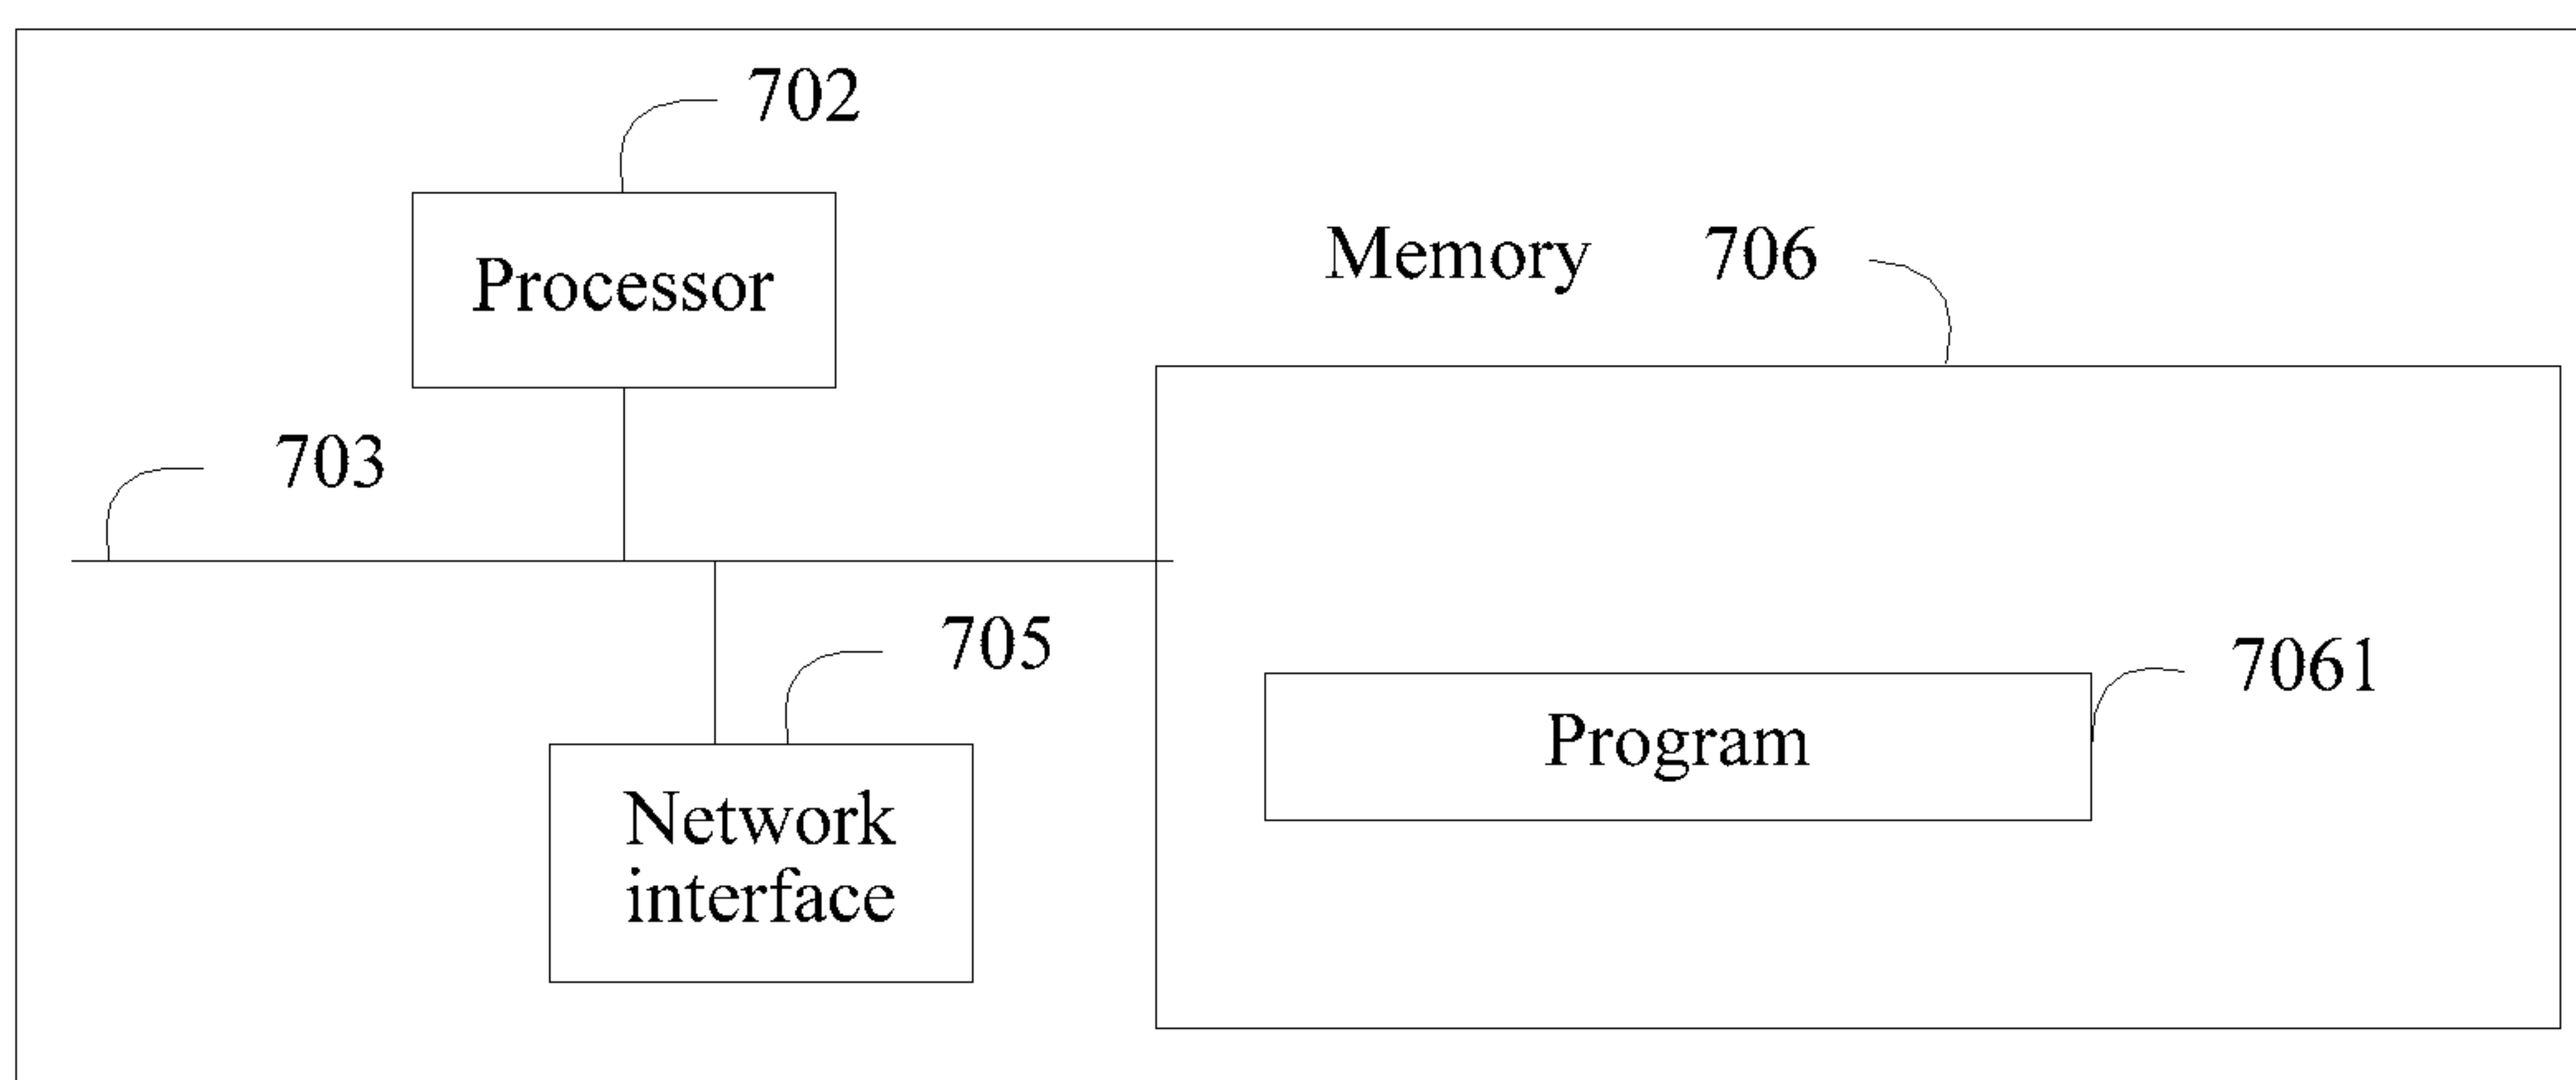 702
Processor
Memory 706
703
705
7061
Program
Network
interface